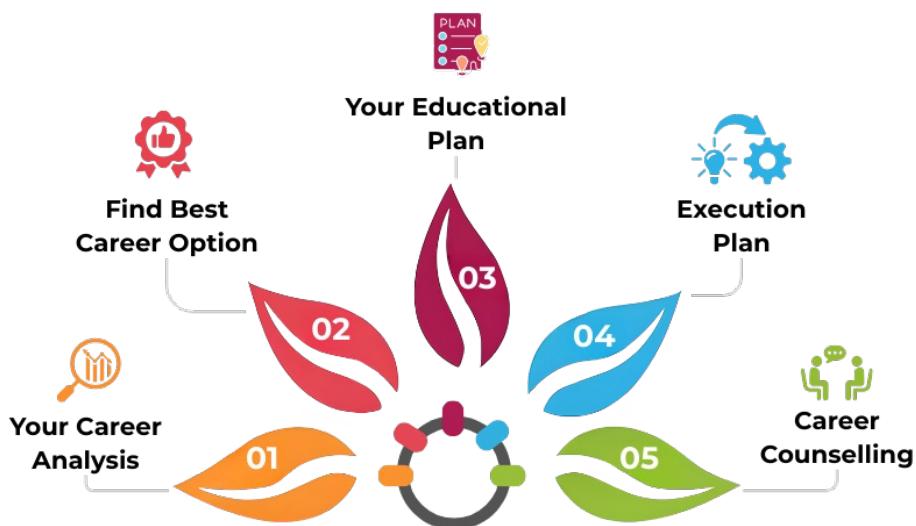 01
Your Career
Analysis
02
Find Best
Career Option
03
PLAN
Your Educational
Plan
04
Execution
Plan
05
Career
Counselling